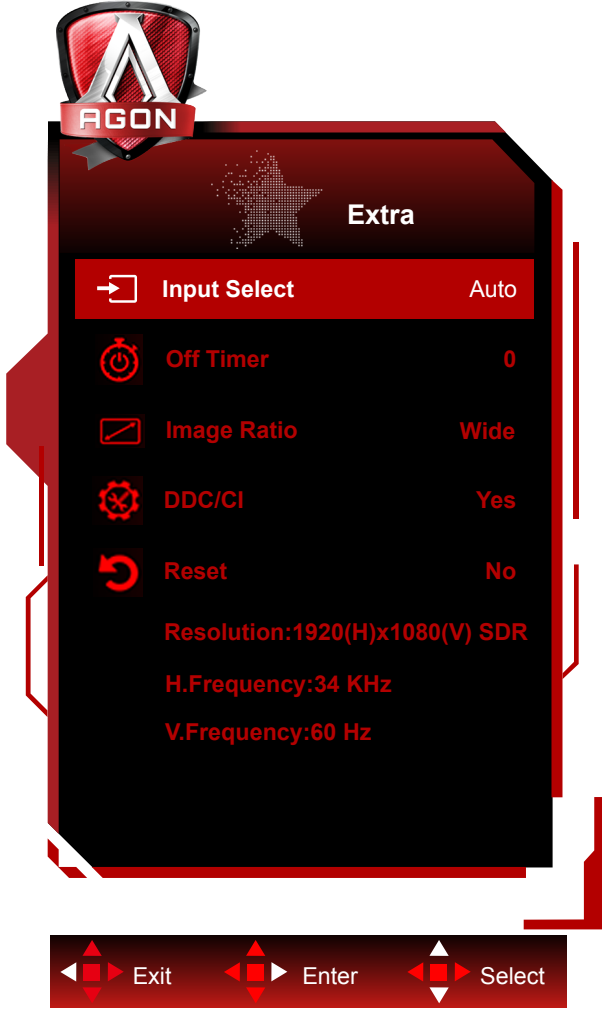 AGON
Extra
Input Select Auto
Off Timer 0
Image Ratio Wide
DDC/CI Yes
Reset No
Resolution:1920(H)x1080(V) SDR
H.Frequency:34 KHz
V.Frequency:60 Hz
Exit Enter Select